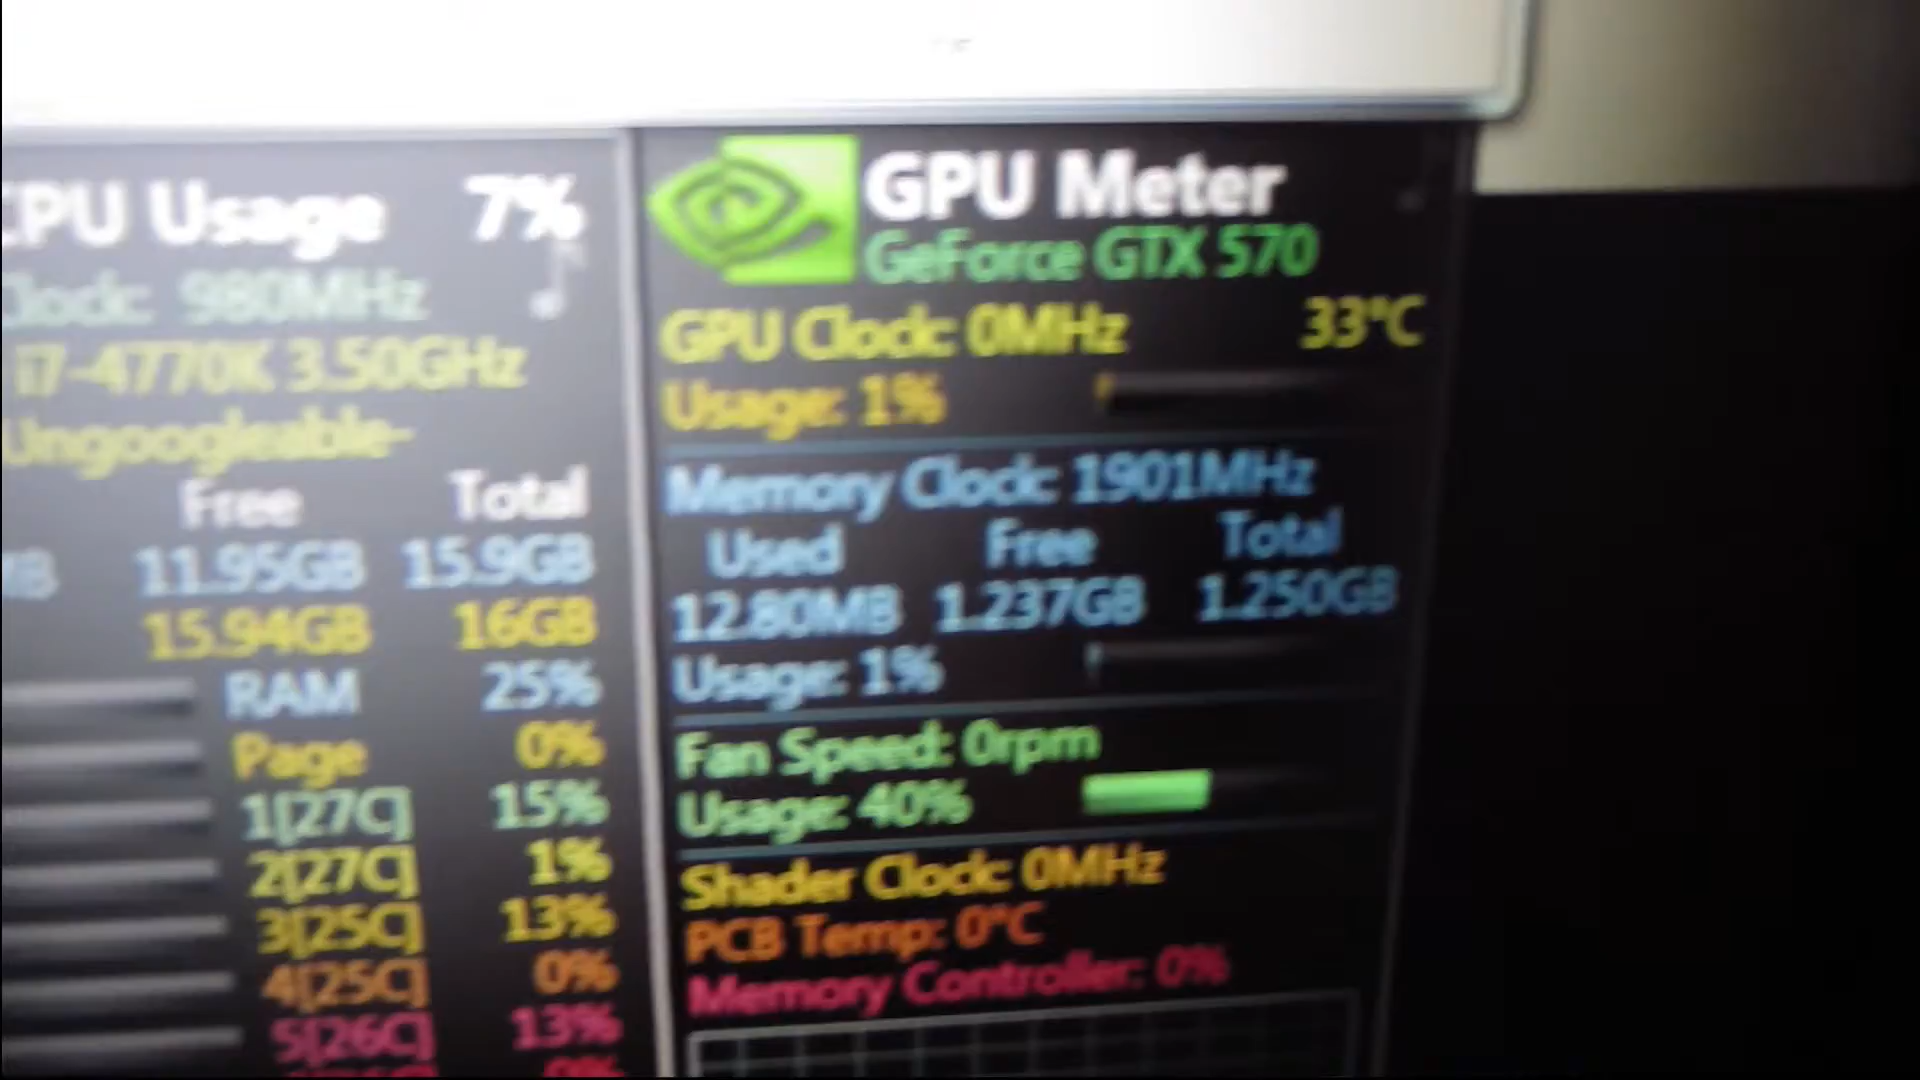 CPU Usage 7%
Clock: 980MHz
i7-4770K 3.50GHz
Ungoogleable-
Free Total
MB 11.95GB 15.9GB
15.94GB 16GB
RAM 25%
Page 0%
1[27C] 15%
2[27C] 1%
3[25C] 13%
4[25C] 0%
5[26C] 13%
GPU Meter
GeForce GTX 570
GPU Clock: 0MHz 33°C
Usage: 1%
Memory Clock: 1901MHz
Used Free Total
12.80MB 1.237GB 1.250GB
Usage: 1%
Fan Speed: 0rpm
Usage: 40%
Shader Clock: 0MHz
PCB Temp: 0°C
Memory Controller: 0%